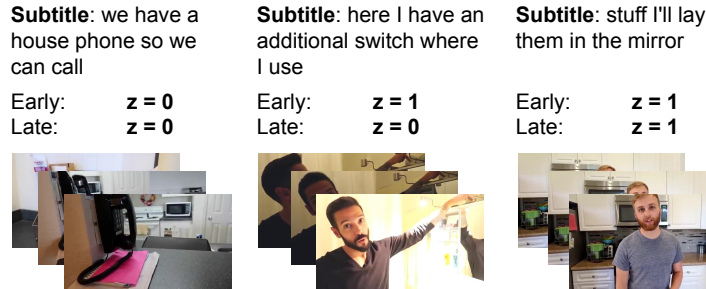 Subtitle: we have a
house phone so we
can call
Early: z = 0
Late: z = 0
Subtitle: here I have an
additional switch where
I use
Early: z = 1
Late: z = 0
Subtitle: stuff I'll lay
them in the mirror
Early: z = 1
Late: z = 1